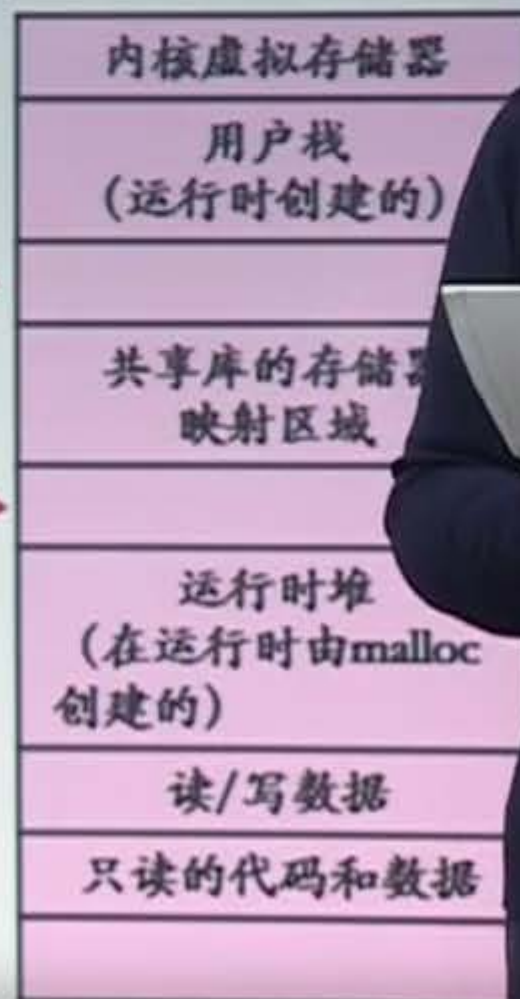 内核虚拟存储器
用户栈
（运行时创建的）
共享库的存储器
映射区域
运行时堆
（在运行时由malloc
创建的）
读/写数据
只读的代码和数据